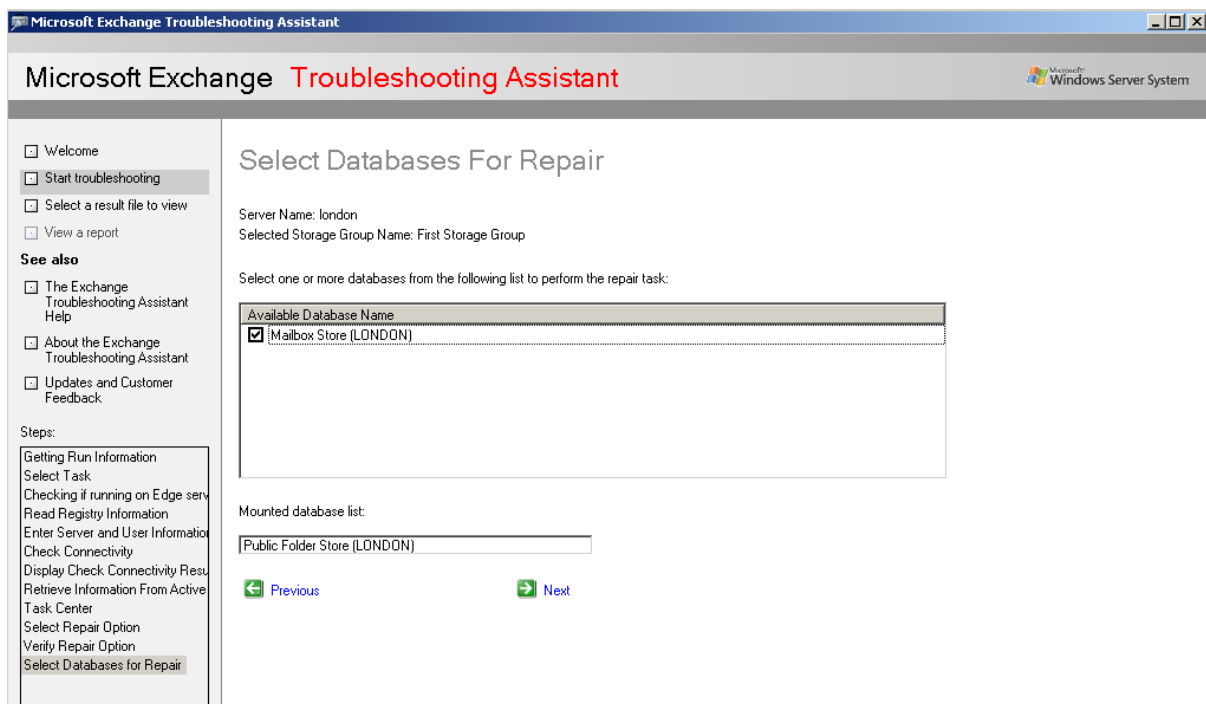 Microsoft Exchange Troubleshooting Assistant
Microsoft Exchange Troubleshooting Assistant
Microsoft
Windows Server System
Welcome
Start troubleshooting
Select a result file to view
View a report
See also
The Exchange
Troubleshooting Assistant
Help
About the Exchange
Troubleshooting Assistant
Updates and Customer
Feedback
Steps:
Getting Run Information
Select Task
Checking if running on Edge serv
Read Registry Information
Enter Server and User Information
Check Connectivity
Display Check Connectivity Resu
Retrieve Information From Active
Task Center
Select Repair Option
Verify Repair Option
Select Databases for Repair
Select Databases For Repair
Server Name: london
Selected Storage Group Name: First Storage Group
Select one or more databases from the following list to perform the repair task:
Available Database Name
Mailbox Store (LONDON)
Mounted database list:
Public Folder Store (LONDON)
Previous
Next